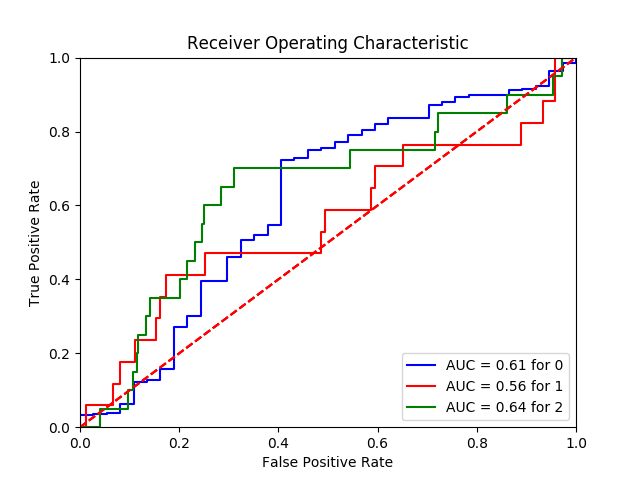 Receiver Operating Characteristic
1.0
0.8
0.6
0.4
0.2
0.0
True Positive Rate
AUC = 0.61 for 0
AUC = 0.56 for 1
AUC = 0.64 for 2
0.0 0.2 0.4 0.6 0.8 1.0
False Positive Rate